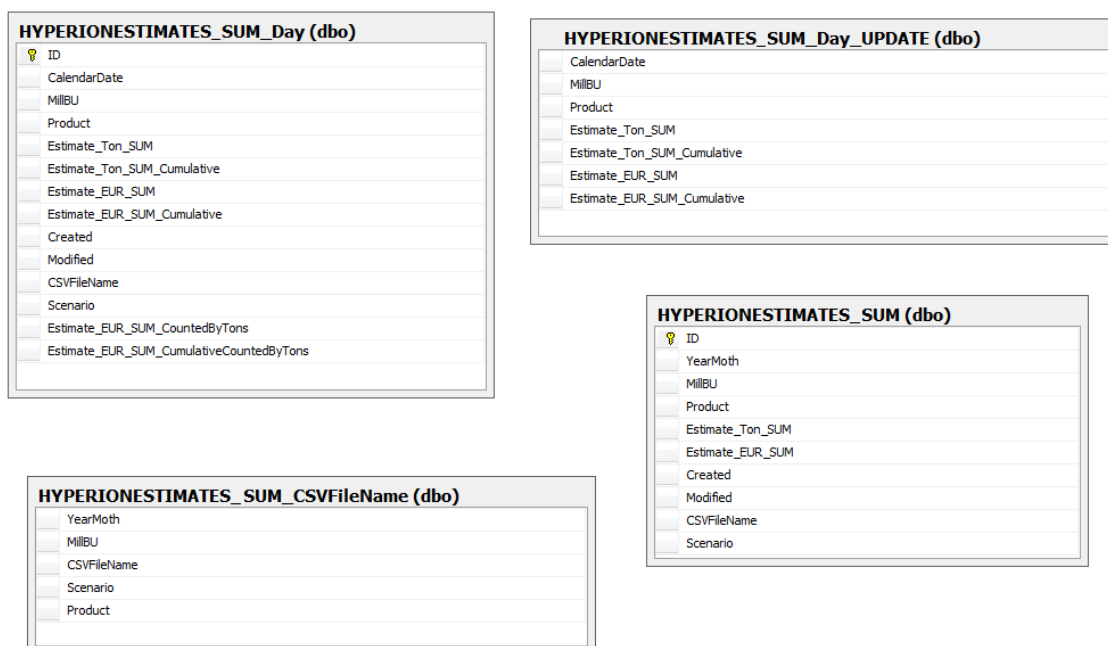 HYPERIONESTIMATES_SUM_Day (dbo)
ID
CalendarDate
MillBU
Product
Estimate_Ton_SUM
Estimate_Ton_SUM_Cumulative
Estimate_EUR_SUM
Estimate_EUR_SUM_Cumulative
Created
Modified
CSVFileName
Scenario
Estimate_EUR_SUM_CountedByTons
Estimate_EUR_SUM_CumulativeCountedByTons
HYPERIONESTIMATES_SUM_Day_UPDATE (dbo)
CalendarDate
MillBU
Product
Estimate_Ton_SUM
Estimate_Ton_SUM_Cumulative
Estimate_EUR_SUM
Estimate_EUR_SUM_Cumulative
HYPERIONESTIMATES_SUM (dbo)
ID
YearMoth
MillBU
Product
Estimate_Ton_SUM
Estimate_EUR_SUM
Created
Modified
CSVFileName
Scenario
HYPERIONESTIMATES_SUM_CSVFileName (dbo)
YearMoth
MillBU
CSVFileName
Scenario
Product